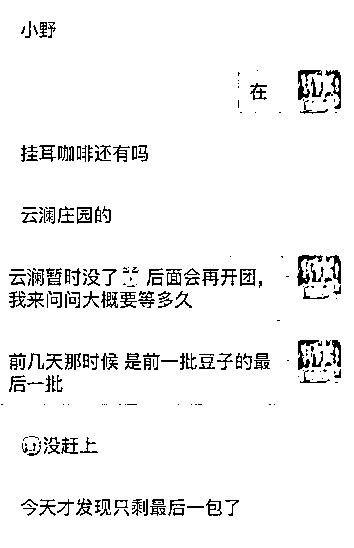 小野
在
挂耳咖啡还有吗
云澜庄园的
云澜暂时没了 后面会再开团，
我来问问大概要等多久
前几天那时候 是前一批豆子的最
后一批
没赶上
今天才发现只剩最后一包了